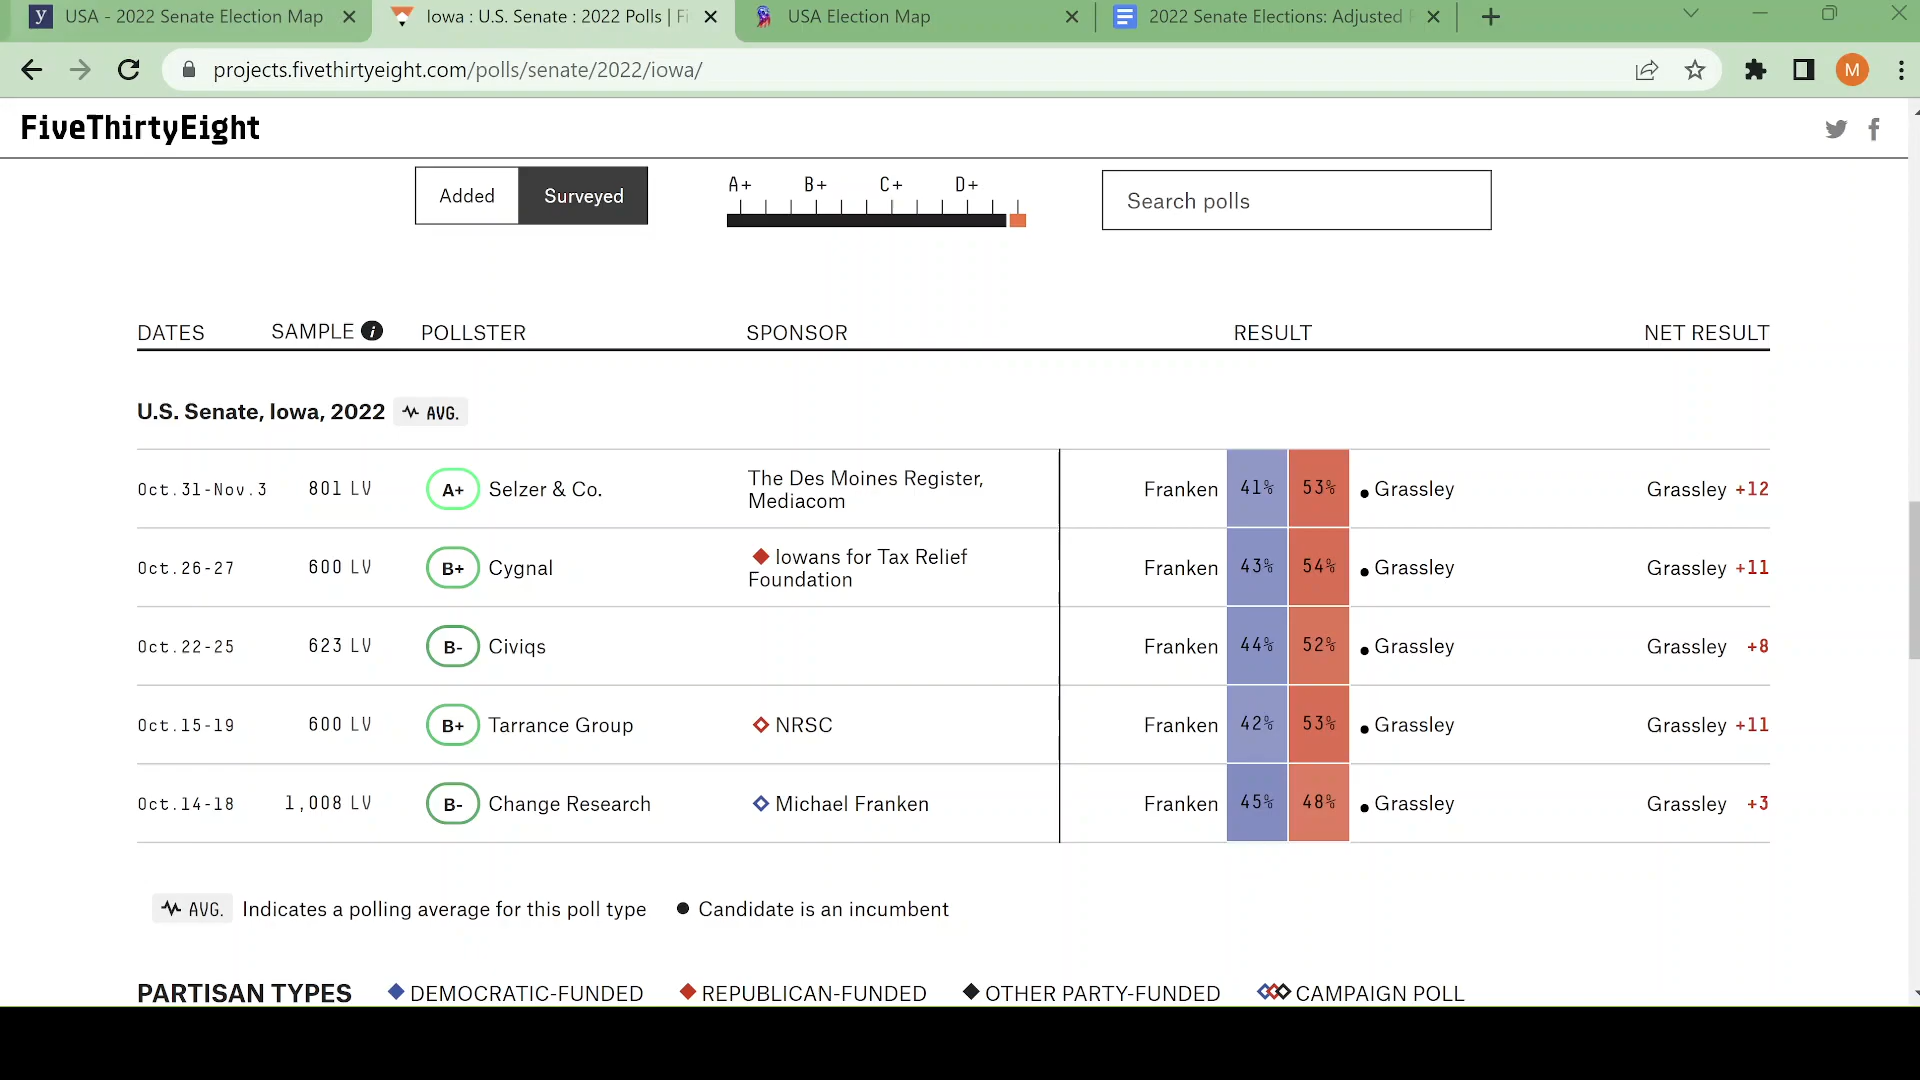 USA - 2022 Senate Election Map
Iowa : U.S. Senate : 2022 Polls | Fi
USA Election Map
2022 Senate Elections: Adjusted
projects.fivethirtyeight.com/polls/senate/2022/iowa/
M
FiveThirtyEight
Added Surveyed
A+ B+ C+ D+
Search polls
DATES SAMPLE i POLLSTER SPONSOR RESULT NET RESULT
U.S. Senate, Iowa, 2022 AVG.
Oct.31-Nov.3 801 LV A+ Selzer & Co. The Des Moines Register,
Mediacom Franken 41% 53% Grassley Grassley +12
Oct.26-27 600 LV B+ Cygnal Iowans for Tax Relief
Foundation Franken 43% 54% Grassley Grassley +11
Oct.22-25 623 LV B- Civiqs Franken 44% 52% Grassley Grassley +8
Oct.15-19 600 LV B+ Tarrance Group NRSC Franken 42% 53% Grassley Grassley +11
Oct.14-18 1,008 LV B- Change Research Michael Franken Franken 45% 48% Grassley Grassley +3
AVG. Indicates a polling average for this poll type Candidate is an incumbent
PARTISAN TYPES DEMOCRATIC-FUNDED REPUBLICAN-FUNDED OTHER PARTY-FUNDED CAMPAIGN POLL